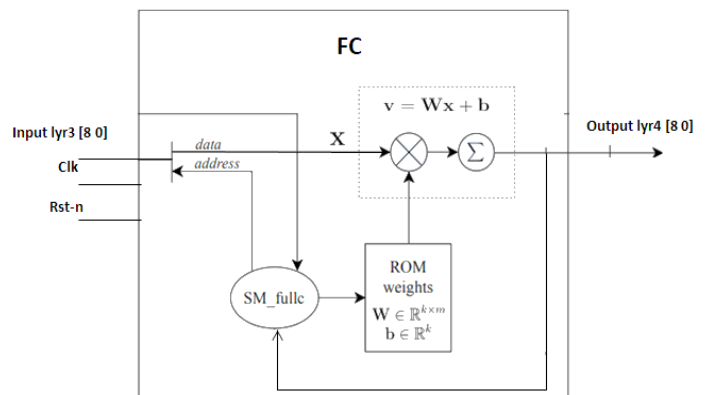 FC
v = Wx + b
Input lyr3 [8 0]
data
X
Output lyr4 [8 0]
Clk
address
Σ
Rst-n
ROM
weights
SM_fullc
W ∈ ℝ^{k×m}
b ∈ ℝ^k